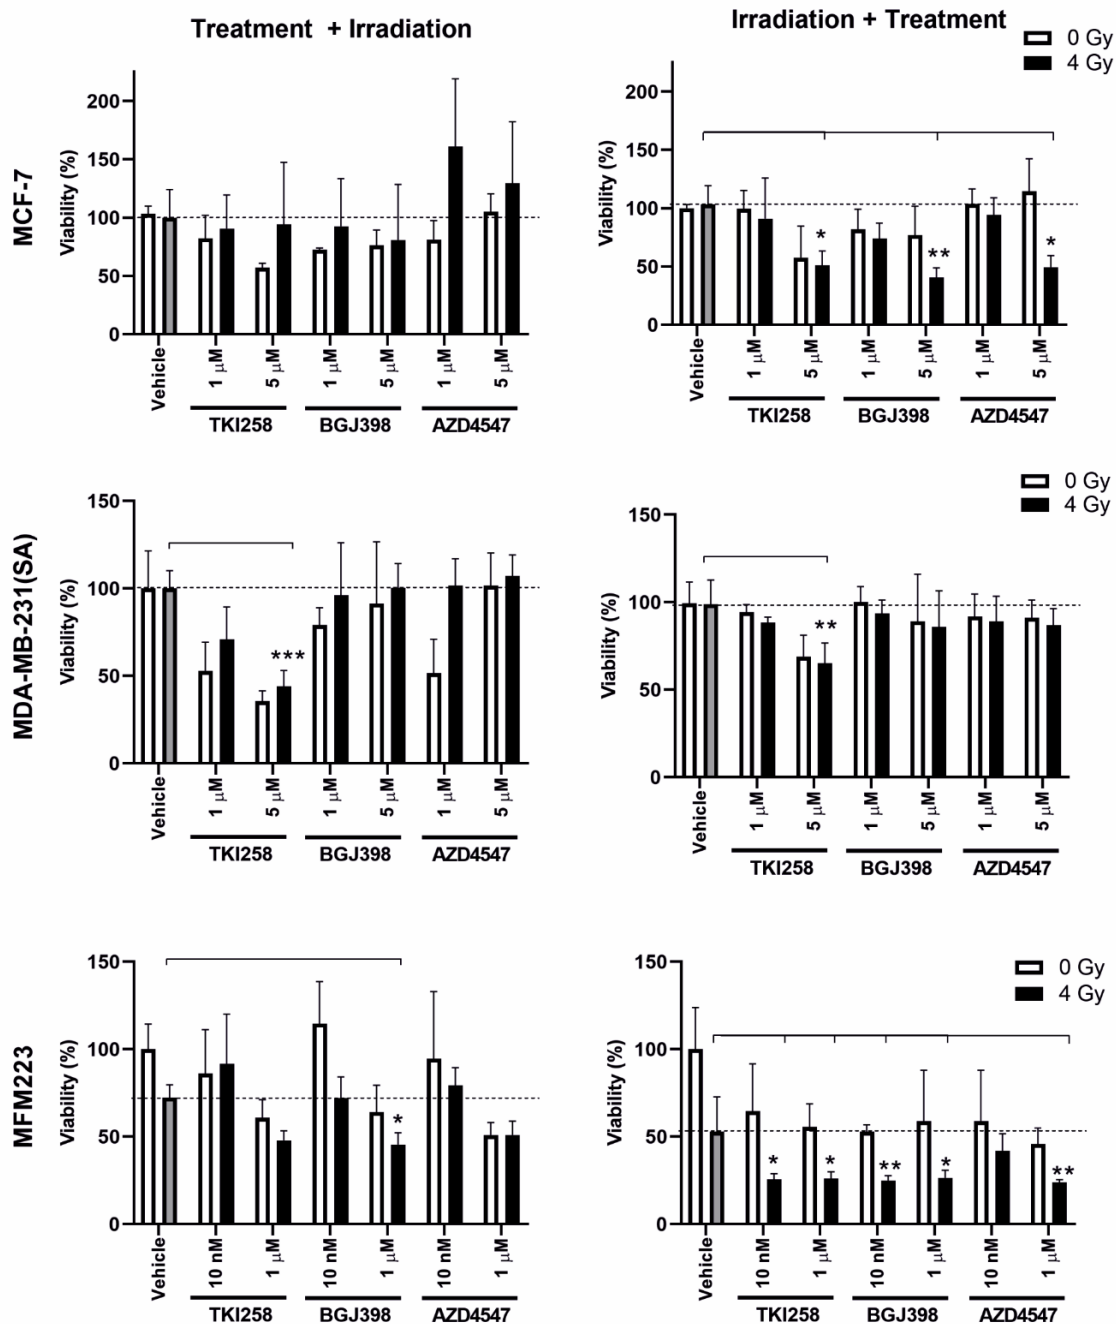 Treatment + Irradiation
Irradiation + Treatment
0 Gy
4 Gy
MCF-7
Viability (%)
200
150
100
50
0
Vehicle
1 μM
5 μM
1 μM
5 μM
1 μM
5 μM
TKI258
BGJ398
AZD4547
Viability (%)
200
150
100
50
0
*
**
*
Vehicle
1 μM
5 μM
1 μM
5 μM
1 μM
5 μM
TKI258
BGJ398
AZD4547
MDA-MB-231(SA)
Viability (%)
150
100
50
0
***
Vehicle
1 μM
5 μM
1 μM
5 μM
1 μM
5 μM
TKI258
BGJ398
AZD4547
0 Gy
4 Gy
Viability (%)
150
100
50
0
**
Vehicle
1 μM
5 μM
1 μM
5 μM
1 μM
5 μM
TKI258
BGJ398
AZD4547
MFM223
Viability (%)
150
100
50
0
*
Vehicle
10 nM
1 μM
10 nM
1 μM
10 nM
1 μM
TKI258
BGJ398
AZD4547
0 Gy
4 Gy
Viability (%)
150
100
50
0
*
*
**
*
**
Vehicle
10 nM
1 μM
10 nM
1 μM
10 nM
1 μM
TKI258
BGJ398
AZD4547